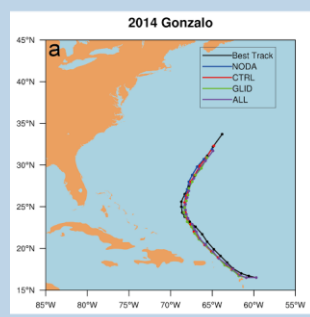 2014 Gonzalo
45°N
a
Best Track
NODA
CTRL
GLID
ALL
40°N
35°N
30°N
25°N
20°N
15°N
85°W 80°W 75°W 70°W 65°W 60°W 55°W